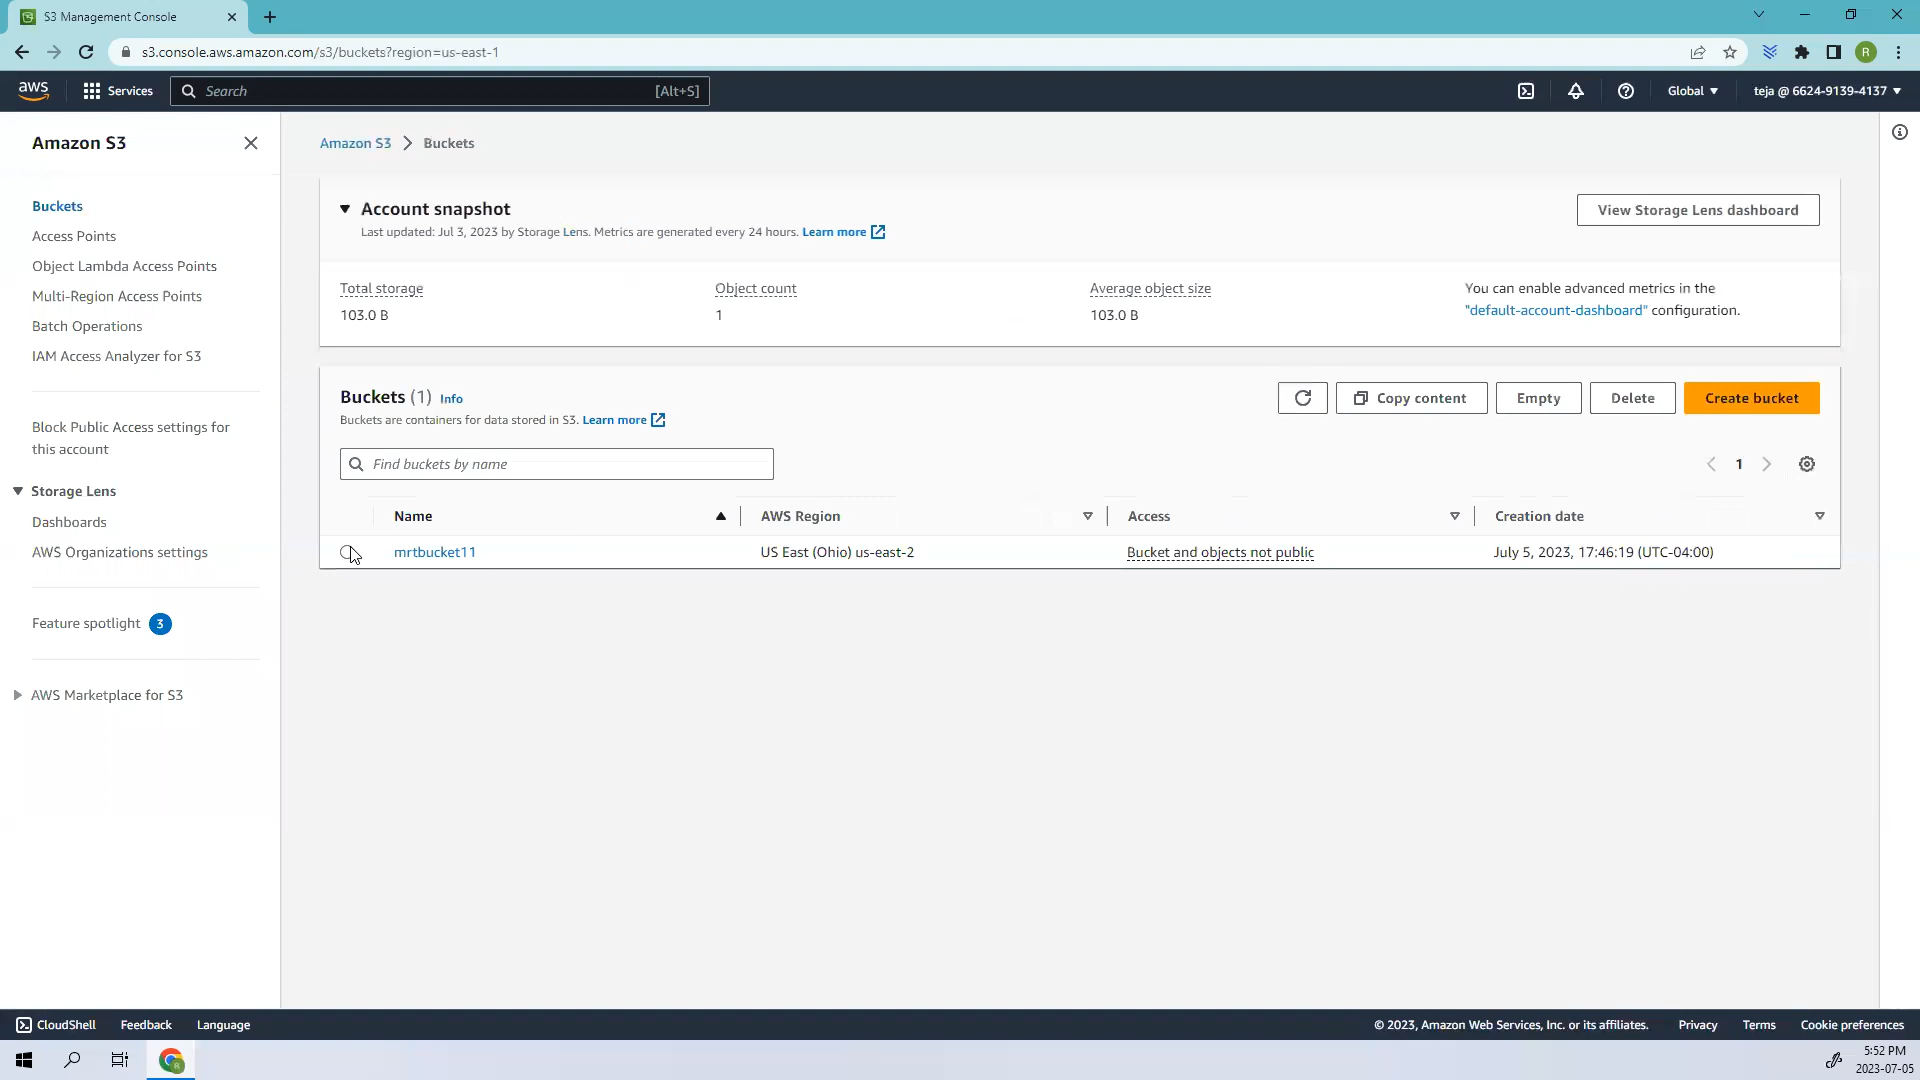 S3 Management Console
s3.console.aws.amazon.com/s3/buckets?region=us-east-1
R
aws
Services
Search
[Alt+S]
Global
teja @ 6624-9139-4137
Amazon S3
Buckets
Access Points
Object Lambda Access Points
Multi-Region Access Points
Batch Operations
IAM Access Analyzer for S3
Block Public Access settings for
this account
Storage Lens
Dashboards
AWS Organizations settings
Feature spotlight 3
AWS Marketplace for S3
Amazon S3 > Buckets
Account snapshot
Last updated: Jul 3, 2023 by Storage Lens. Metrics are generated every 24 hours. Learn more
View Storage Lens dashboard
Total storage
103.0 B
Object count
1
Average object size
103.0 B
You can enable advanced metrics in the
"default-account-dashboard" configuration.
Buckets (1) Info
Buckets are containers for data stored in S3. Learn more
Copy content
Empty
Delete
Create bucket
Find buckets by name
1
Name AWS Region Access Creation date
mrtbucket11 US East (Ohio) us-east-2 Bucket and objects not public July 5, 2023, 17:46:19 (UTC-04:00)
CloudShell Feedback Language
© 2023, Amazon Web Services, Inc. or its affiliates. Privacy Terms Cookie preferences
5:52 PM
2023-07-05